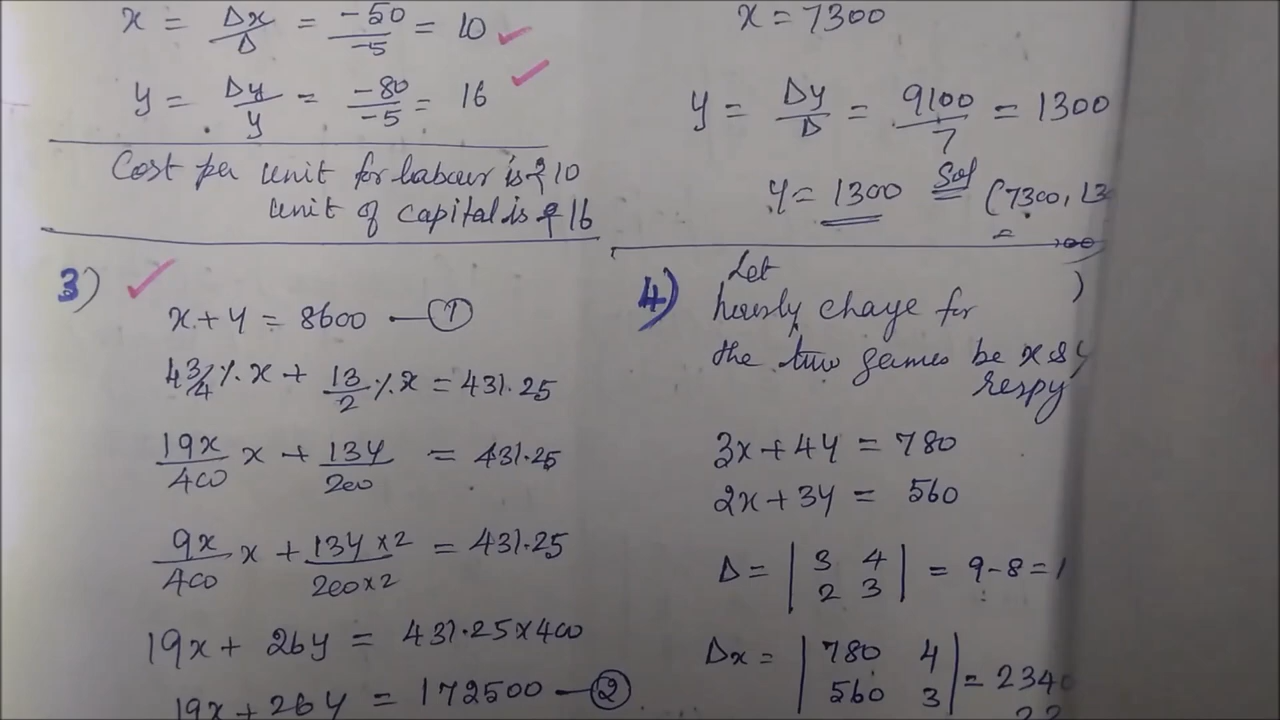 x = Δx/Δ = -50/-5 = 10
y = Δy/y = -80/-5 = 16
Cost per unit for labour is ₹ 10
unit of capital is ₹ 16
3)
x + y = 8600 — ①
4 3/4 %. x + 13/2 %. x = 431.25
19x/400 x + 13y/200 = 431.25
9x/400 x + 13y×2/200×2 = 431.25
19x + 26y = 431.25×400
19x + 26y = 172500 — ②
x = 7300
y = Δy/Δ = 9100/7 = 1300
y = 1300 Sol (7300, 13
00)
4) Let
hourly charge for
the two games be x &
respy
3x + 4y = 780
2x + 3y = 560
Δ = | 3 4 | = 9-8 = 1
| 2 3 |
Δx = | 780 4 | = 2340
| 560 3 |